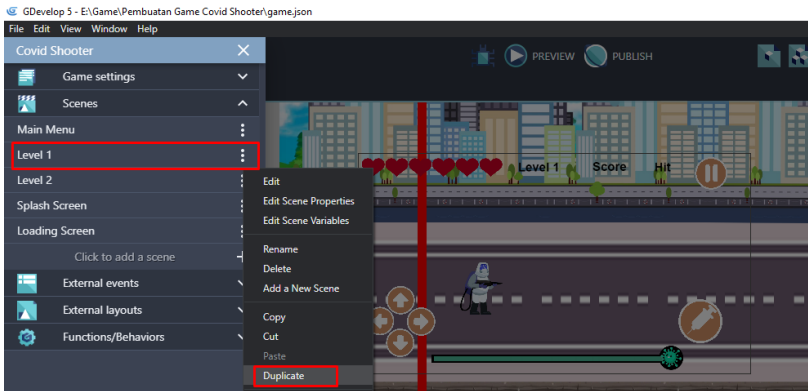 GDevelop 5 - E:\Game\Pembuatan Game Covid Shooter\game.json
File Edit View Window Help
Covid Shooter
PREVIEW
PUBLISH
Game settings
Scenes
Main Menu
Level 1
Level 2
Splash Screen
Loading Screen
Click to add a scene
External events
External layouts
Functions/Behaviors
Edit
Edit Scene Properties
Edit Scene Variables
Rename
Delete
Add a New Scene
Copy
Cut
Paste
Duplicate
Level 1 Score Hit